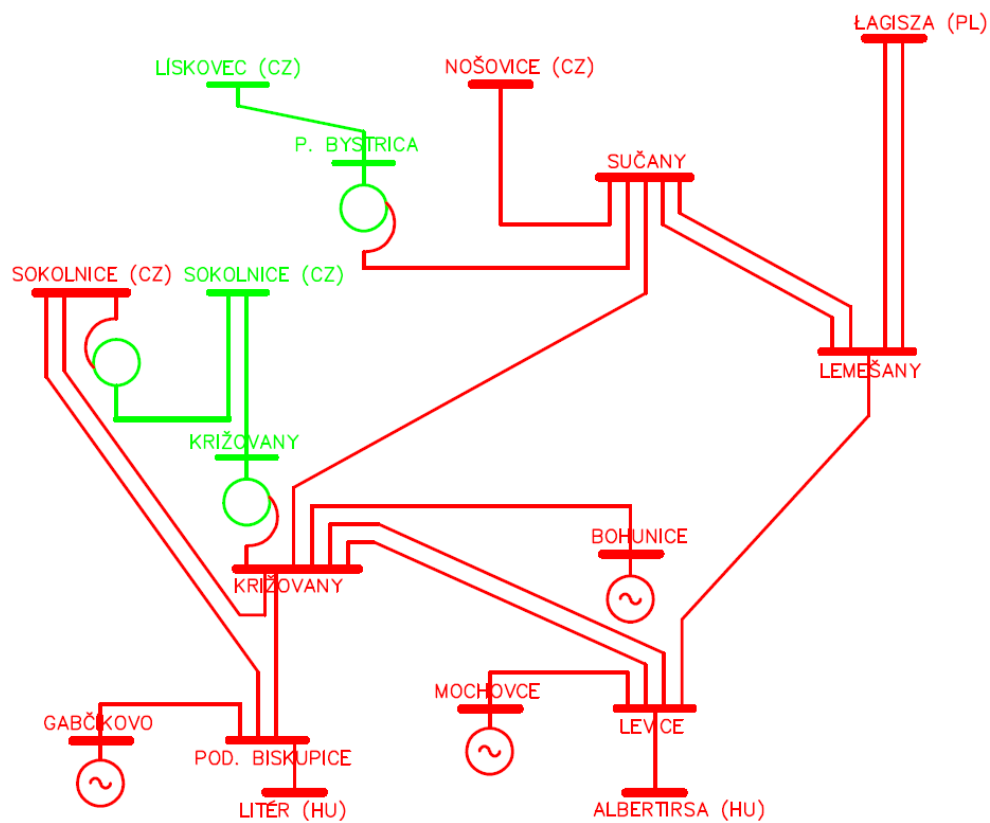 ŁAGISZA (PL)
LÍSKOVEC (CZ)
NOŠOVICE (CZ)
P. BYSTRICA
SUČANY
SOKOLNICE (CZ)
SOKOLNICE (CZ)
LEMEŠANY
KRIŽOVANY
BOHUNICE
KRIŽOVANY
MOCHOVCE
GABČÍKOVO
LEVICE
POD. BISKUPICE
LITÉR (HU)
ALBERTIRSA (HU)